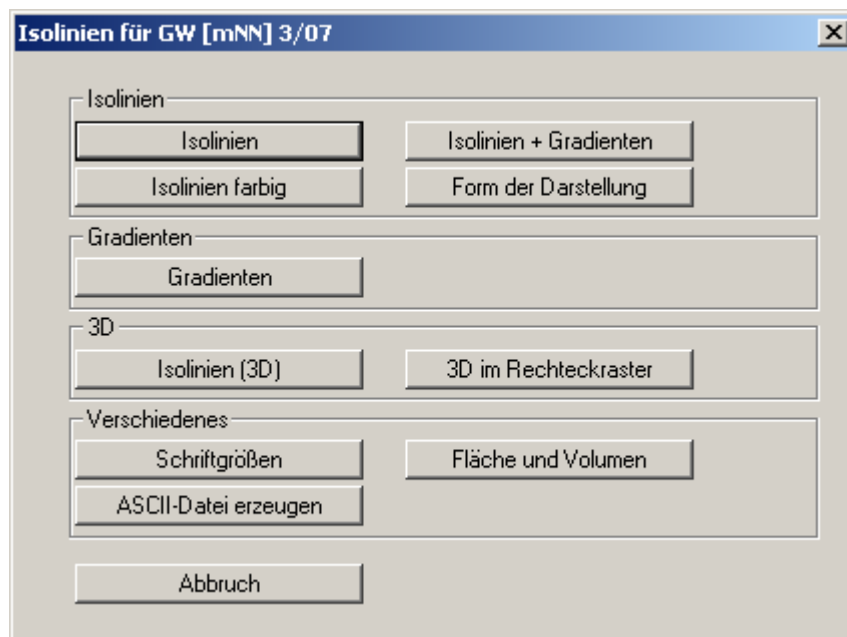 Isolinien für GW [mNN] 3/07
Isolinien
Isolinien
Isolinien + Gradienten
Isolinien farbig
Form der Darstellung
Gradienten
Gradienten
3D
Isolinien (3D)
3D im Rechteckraster
Verschiedenes
Schriftgrößen
Fläche und Volumen
ASCII-Datei erzeugen
Abbruch